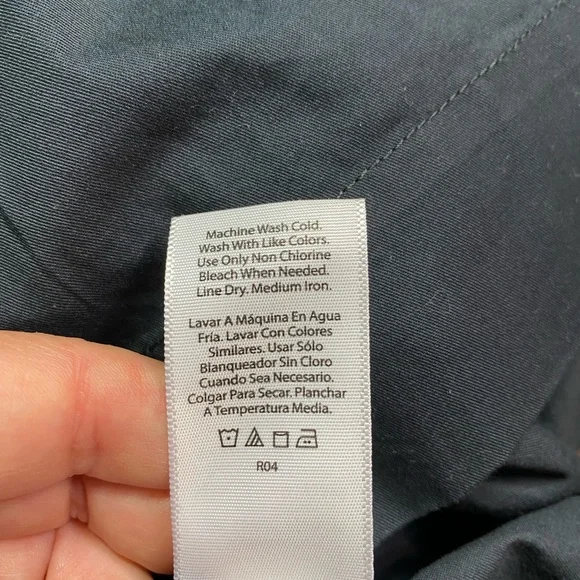 Machine Wash Cold.
Wash With Like Colors.
Use Only Non Chlorine
Bleach When Needed.
Line Dry. Medium Iron.
Lavar A Máquina En Agua
Fría. Lavar Con Colores
Similares. Usar Sólo
Blanqueador Sin Cloro
Cuando Sea Necesario.
Colgar Para Secar. Planchar
A Temperatura Media.
R04